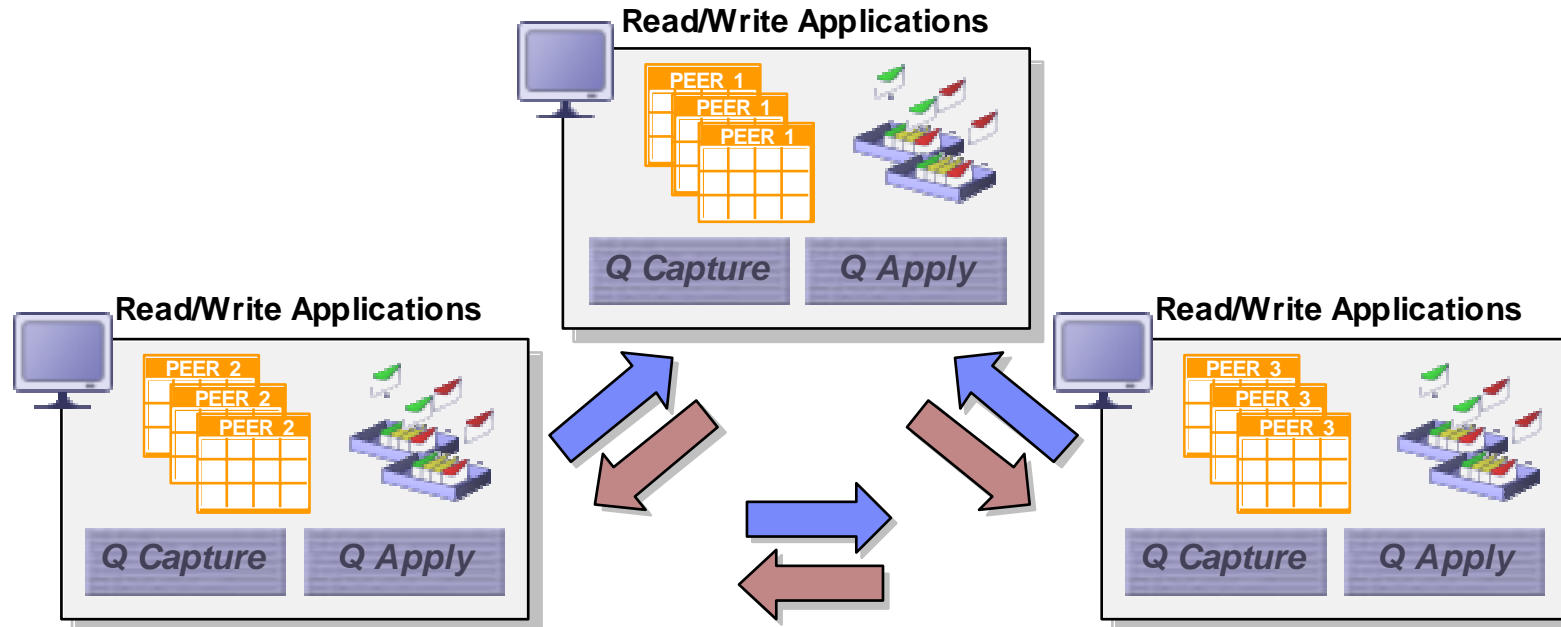 Read/Write Applications
PEER 1
PEER 1
PEER 1
Q Capture
Q Apply
Read/Write Applications
PEER 2
PEER 2
PEER 2
Q Capture
Q Apply
Read/Write Applications
PEER 3
PEER 3
PEER 3
Q Capture
Q Apply